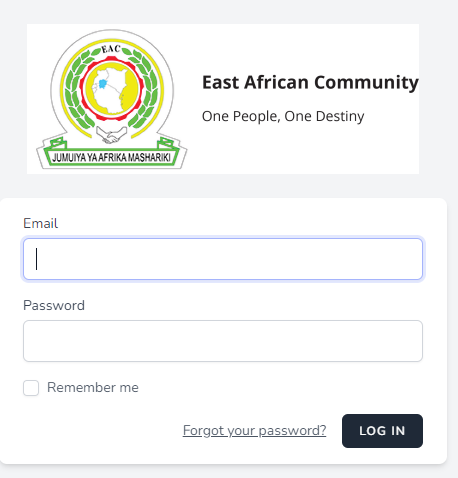 EAC
JUMUIYA YA AFRIKA MASHARIKI
East African Community
One People, One Destiny
Email
Password
Remember me
Forgot your password?
LOG IN